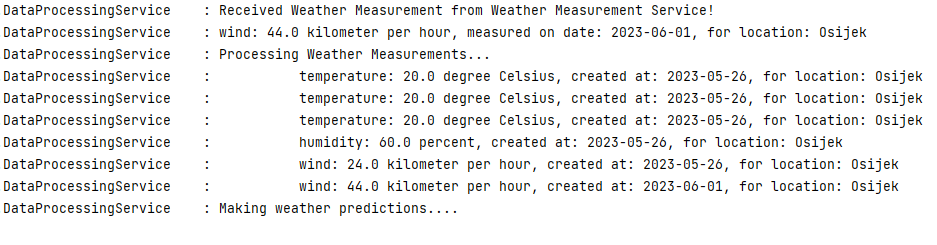 DataProcessingService    : Received Weather Measurement from Weather Measurement Service!
DataProcessingService    : wind: 44.0 kilometer per hour, measured on date: 2023-06-01, for location: Osijek
DataProcessingService    : Processing Weather Measurements...
DataProcessingService    :           temperature: 20.0 degree Celsius, created at: 2023-05-26, for location: Osijek
DataProcessingService    :           temperature: 20.0 degree Celsius, created at: 2023-05-26, for location: Osijek
DataProcessingService    :           temperature: 20.0 degree Celsius, created at: 2023-05-26, for location: Osijek
DataProcessingService    :           humidity: 60.0 percent, created at: 2023-05-26, for location: Osijek
DataProcessingService    :           wind: 24.0 kilometer per hour, created at: 2023-05-26, for location: Osijek
DataProcessingService    :           wind: 44.0 kilometer per hour, created at: 2023-06-01, for location: Osijek
DataProcessingService    : Making weather predictions....